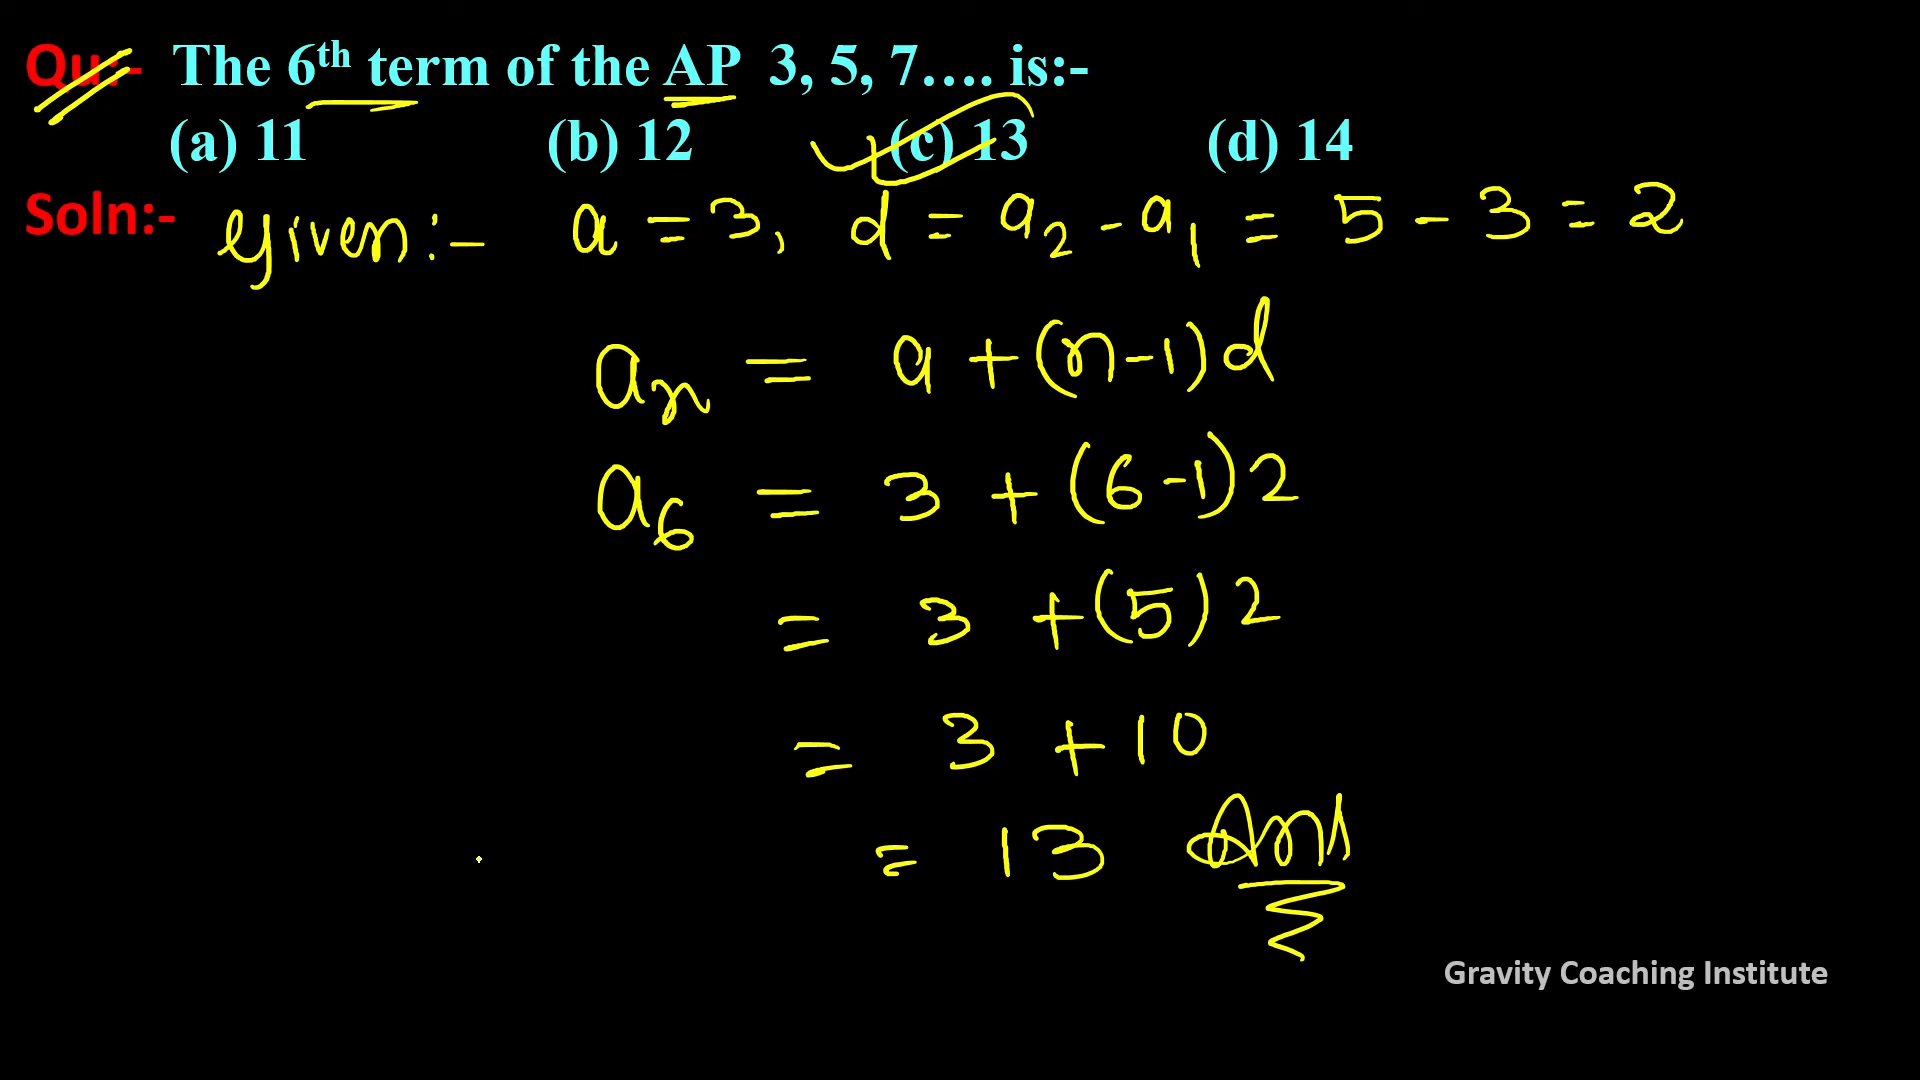 Qu:- The 6th term of the AP 3, 5, 7.... is:-
(a) 11 (b) 12 (c) 13 (d) 14
Soln:- Given:- a = 3, d = a₂ - a₁ = 5 - 3 = 2
aₙ = a + (n-1)d
a₆ = 3 + (6-1)2
= 3 + (5)2
= 3 + 10
= 13 Ans
Gravity Coaching Institute